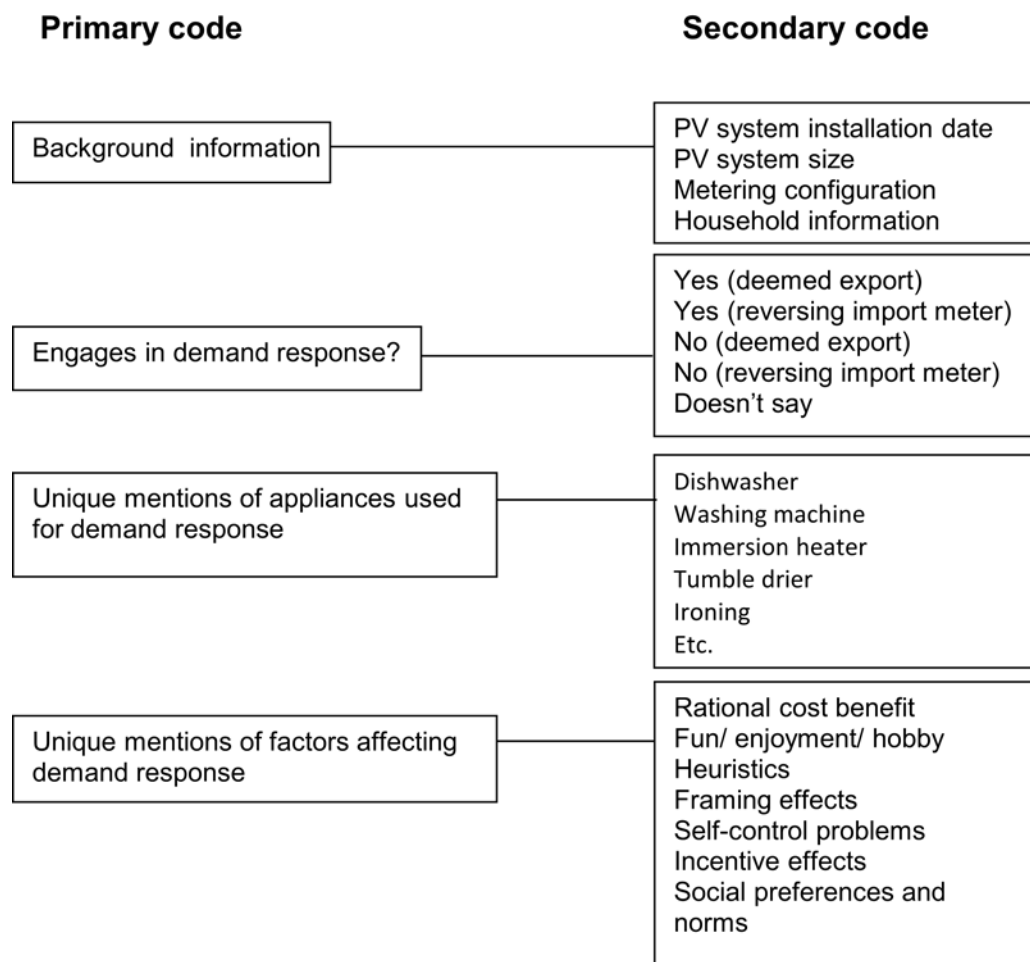 Primary code
Secondary code
Background information
PV system installation date
PV system size
Metering configuration
Household information
Engages in demand response?
Yes (deemed export)
Yes (reversing import meter)
No (deemed export)
No (reversing import meter)
Doesn’t say
Unique mentions of appliances used
for demand response
Dishwasher
Washing machine
Immersion heater
Tumble drier
Ironing
Etc.
Unique mentions of factors affecting
demand response
Rational cost benefit
Fun/ enjoyment/ hobby
Heuristics
Framing effects
Self-control problems
Incentive effects
Social preferences and
norms